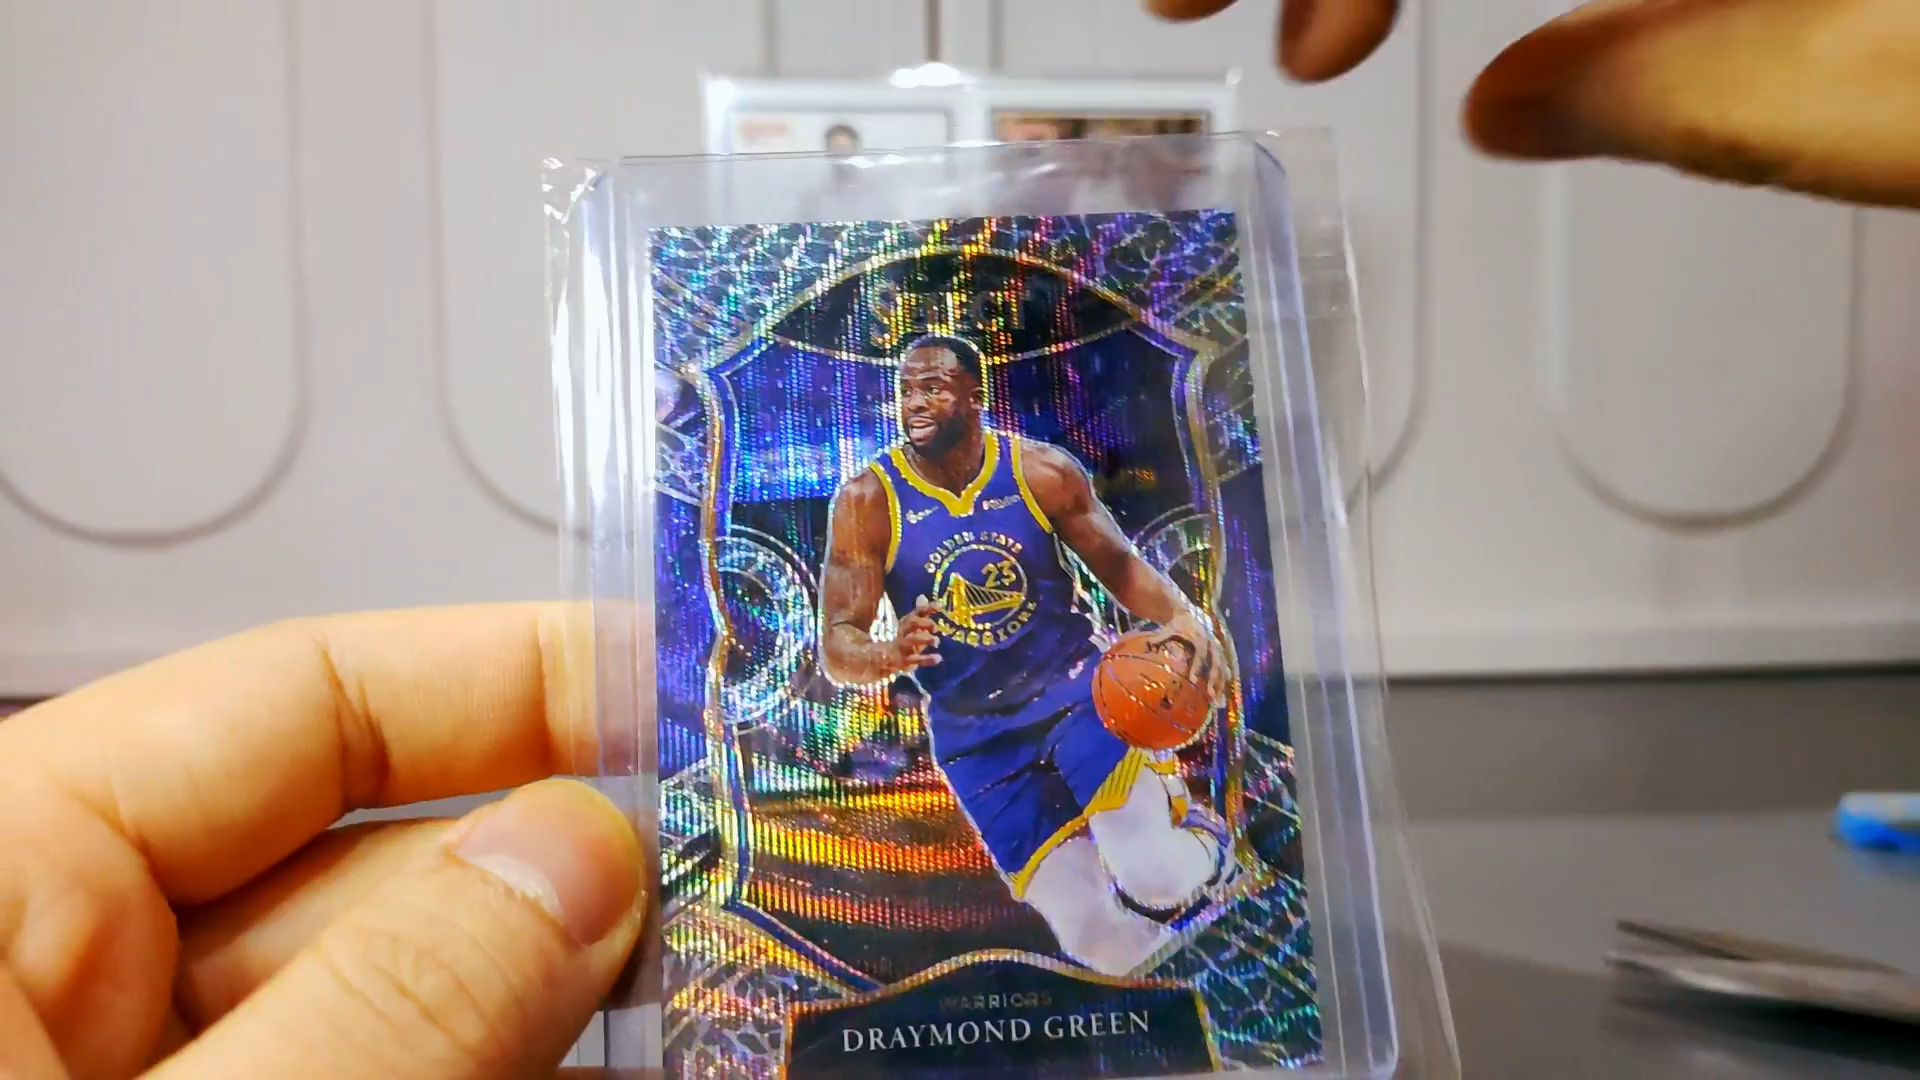 SELECT
GOLDEN STATE
23
WARRIORS
WARRIORS
DRAYMOND GREEN